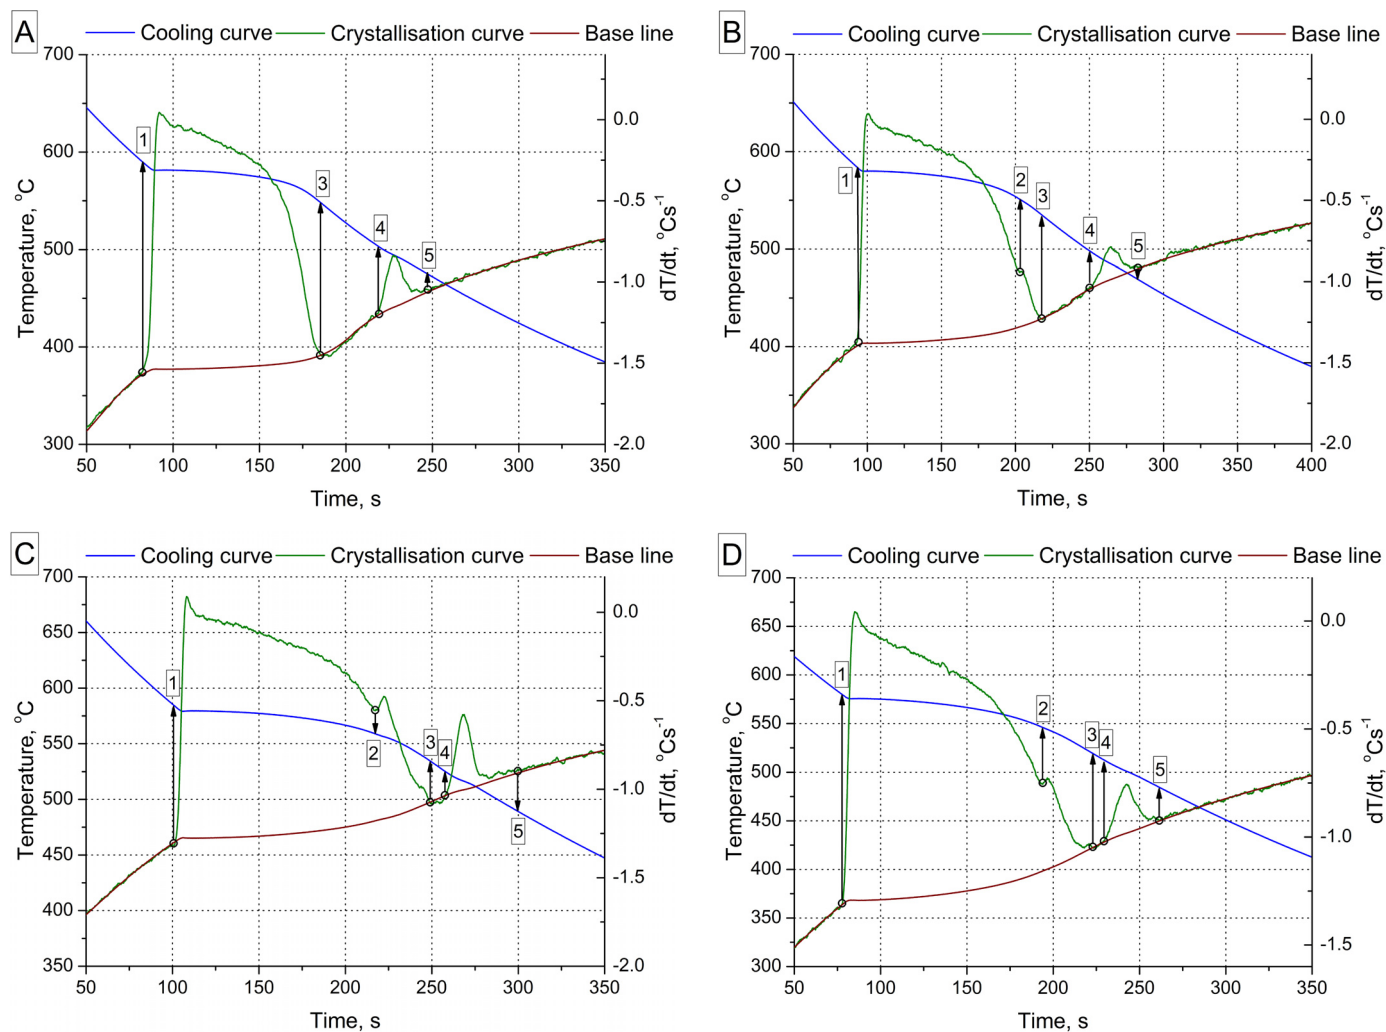 A
Cooling curve Crystallisation curve Base line
700
600
500
400
300
Temperature, °C
0.0
-0.5
-1.0
-1.5
-2.0
dT/dt, °Cs⁻¹
1
3
4
5
50 100 150 200 250 300 350
Time, s
B
Cooling curve Crystallisation curve Base line
700
600
500
400
300
Temperature, °C
0.0
-0.5
-1.0
-1.5
-2.0
dT/dt, °Cs⁻¹
1
2
3
4
5
50 100 150 200 250 300 350 400
Time, s
C
Cooling curve Crystallisation curve Base line
700
650
600
550
500
450
400
350
Temperature, °C
0.0
-0.5
-1.0
-1.5
-2.0
dT/dt, °Cs⁻¹
1
2
3
4
5
50 100 150 200 250 300 350
Time, s
D
Cooling curve Crystallisation curve Base line
700
650
600
550
500
450
400
350
300
Temperature, °C
0.0
-0.5
-1.0
-1.5
dT/dt, °Cs⁻¹
1
2
3
4
5
50 100 150 200 250 300 350
Time, s